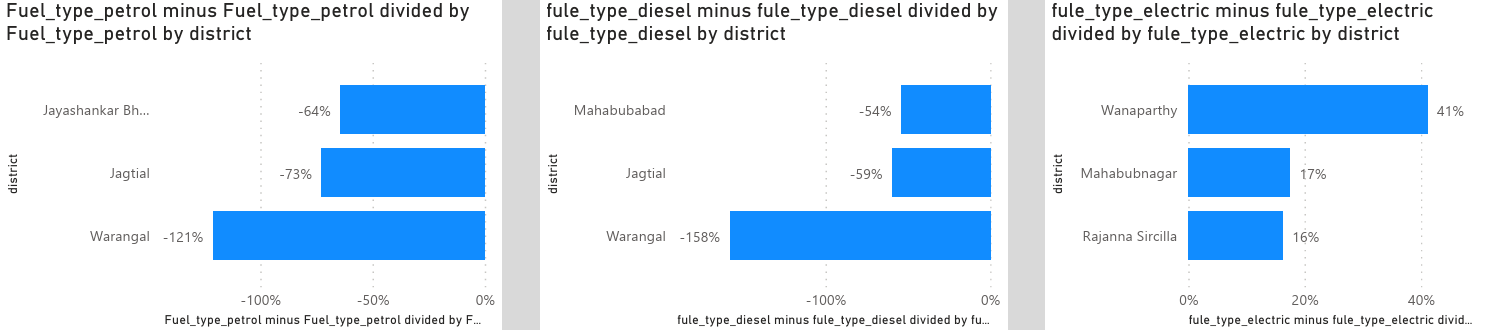 Fuel_type_petrol minus Fuel_type_petrol divided by
Fuel_type_petrol by district
district
Jayashankar Bh...
-64%
Jagtial
-73%
Warangal
-121%
-100%
-50%
0%
Fuel_type_petrol minus Fuel_type_petrol divided by F...
fule_type_diesel minus fule_type_diesel divided by
fule_type_diesel by district
district
Mahabubabad
-54%
Jagtial
-59%
Warangal
-158%
-100%
0%
fule_type_diesel minus fule_type_diesel divided by fu...
fule_type_electric minus fule_type_electric
divided by fule_type_electric by district
district
Wanaparthy
41%
Mahabubnagar
17%
Rajanna Sircilla
16%
0%
20%
40%
fule_type_electric minus fule_type_electric divid...